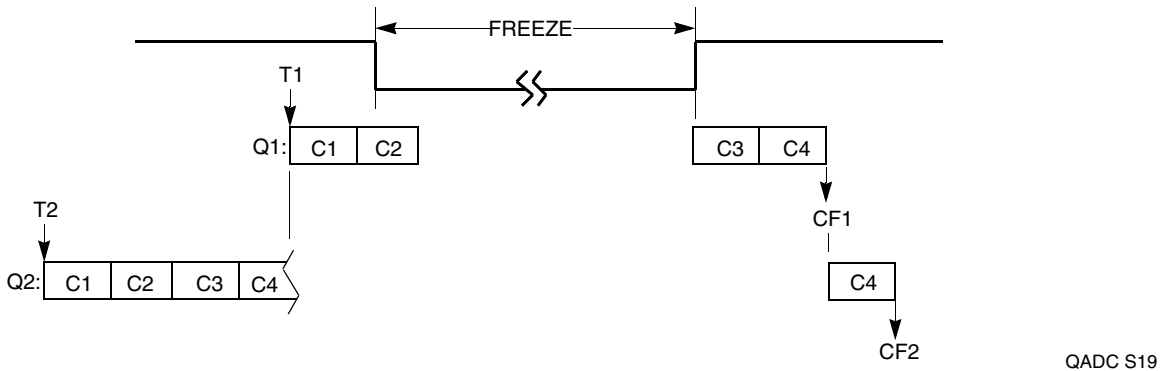 FREEZE
T1
Q1: C1 C2 C3 C4
CF1
T2
Q2: C1 C2 C3 C4 C4
CF2
QADC S19